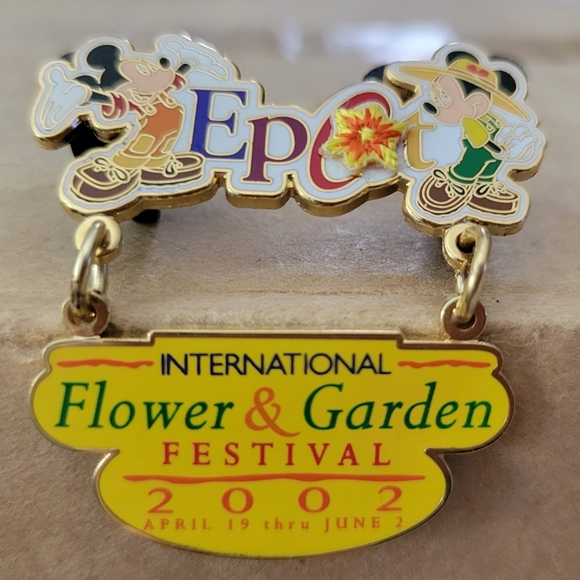 Epcot
INTERNATIONAL
Flower & Garden
FESTIVAL
2002
APRIL 19 thru JUNE 2